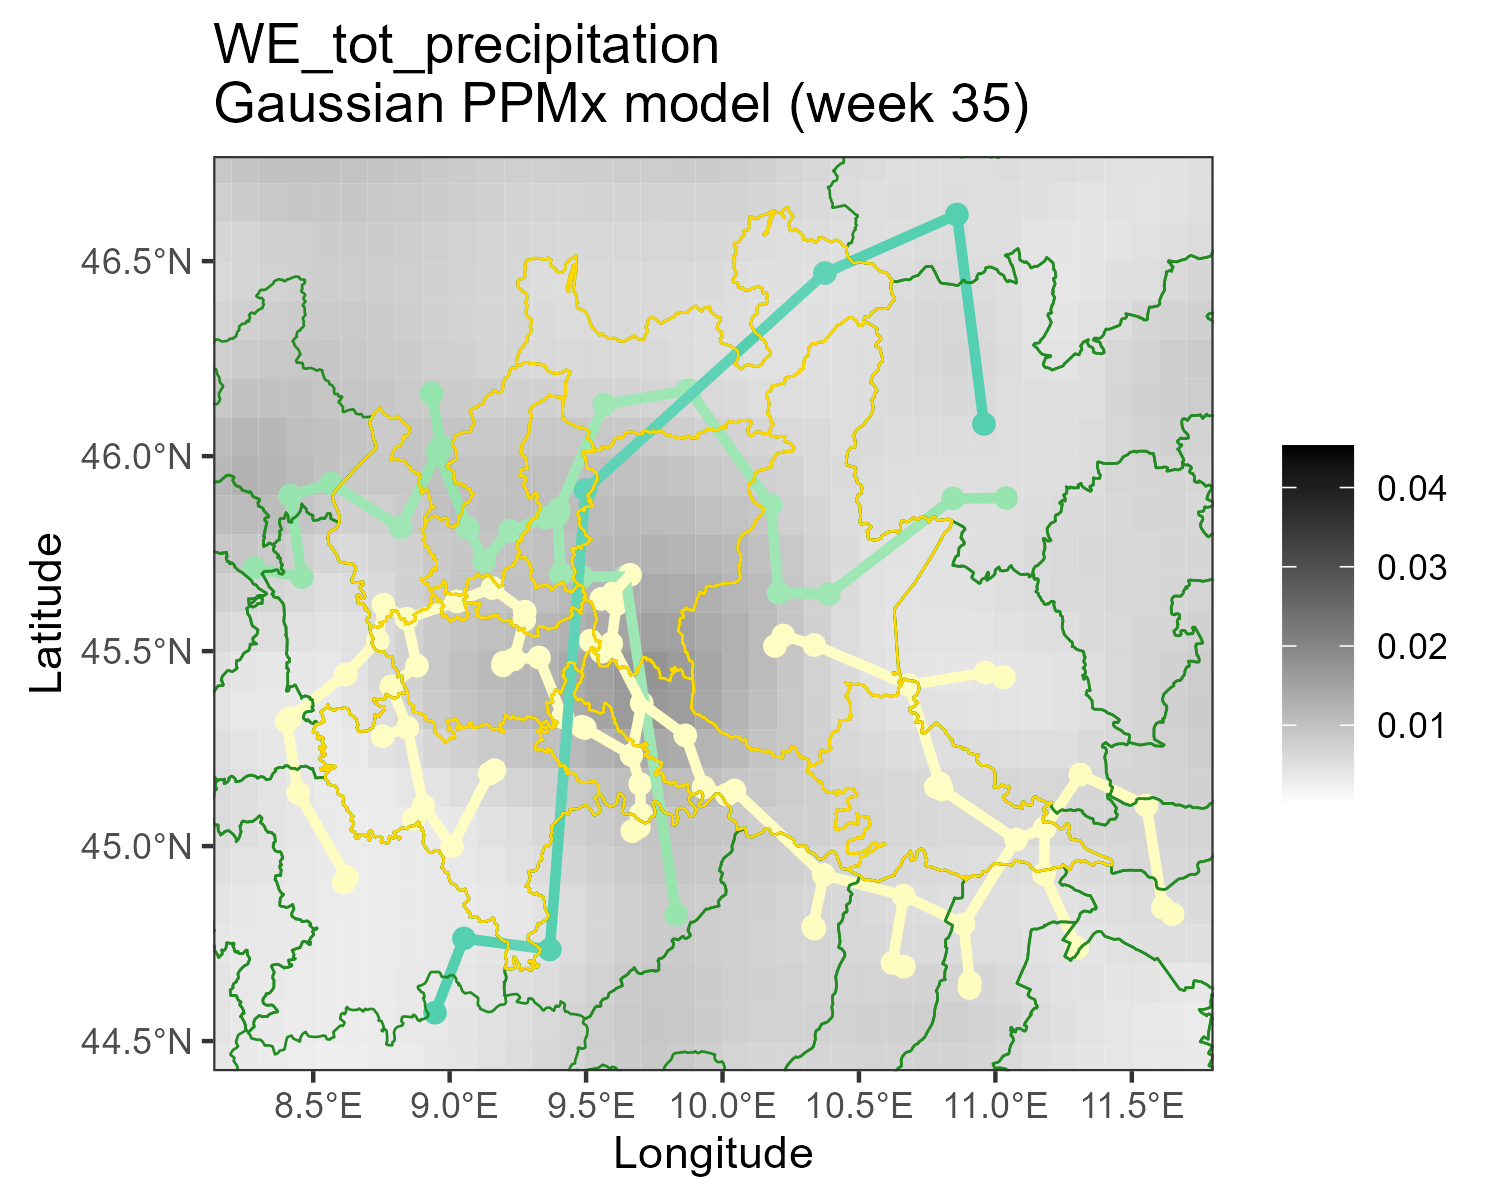 WE_tot_precipitation
Gaussian PPMx model (week 35)
46.5°N
46.0°N
45.5°N
45.0°N
44.5°N
Latitude
8.5°E 9.0°E 9.5°E 10.0°E 10.5°E 11.0°E 11.5°E
Longitude
0.04
0.03
0.02
0.01